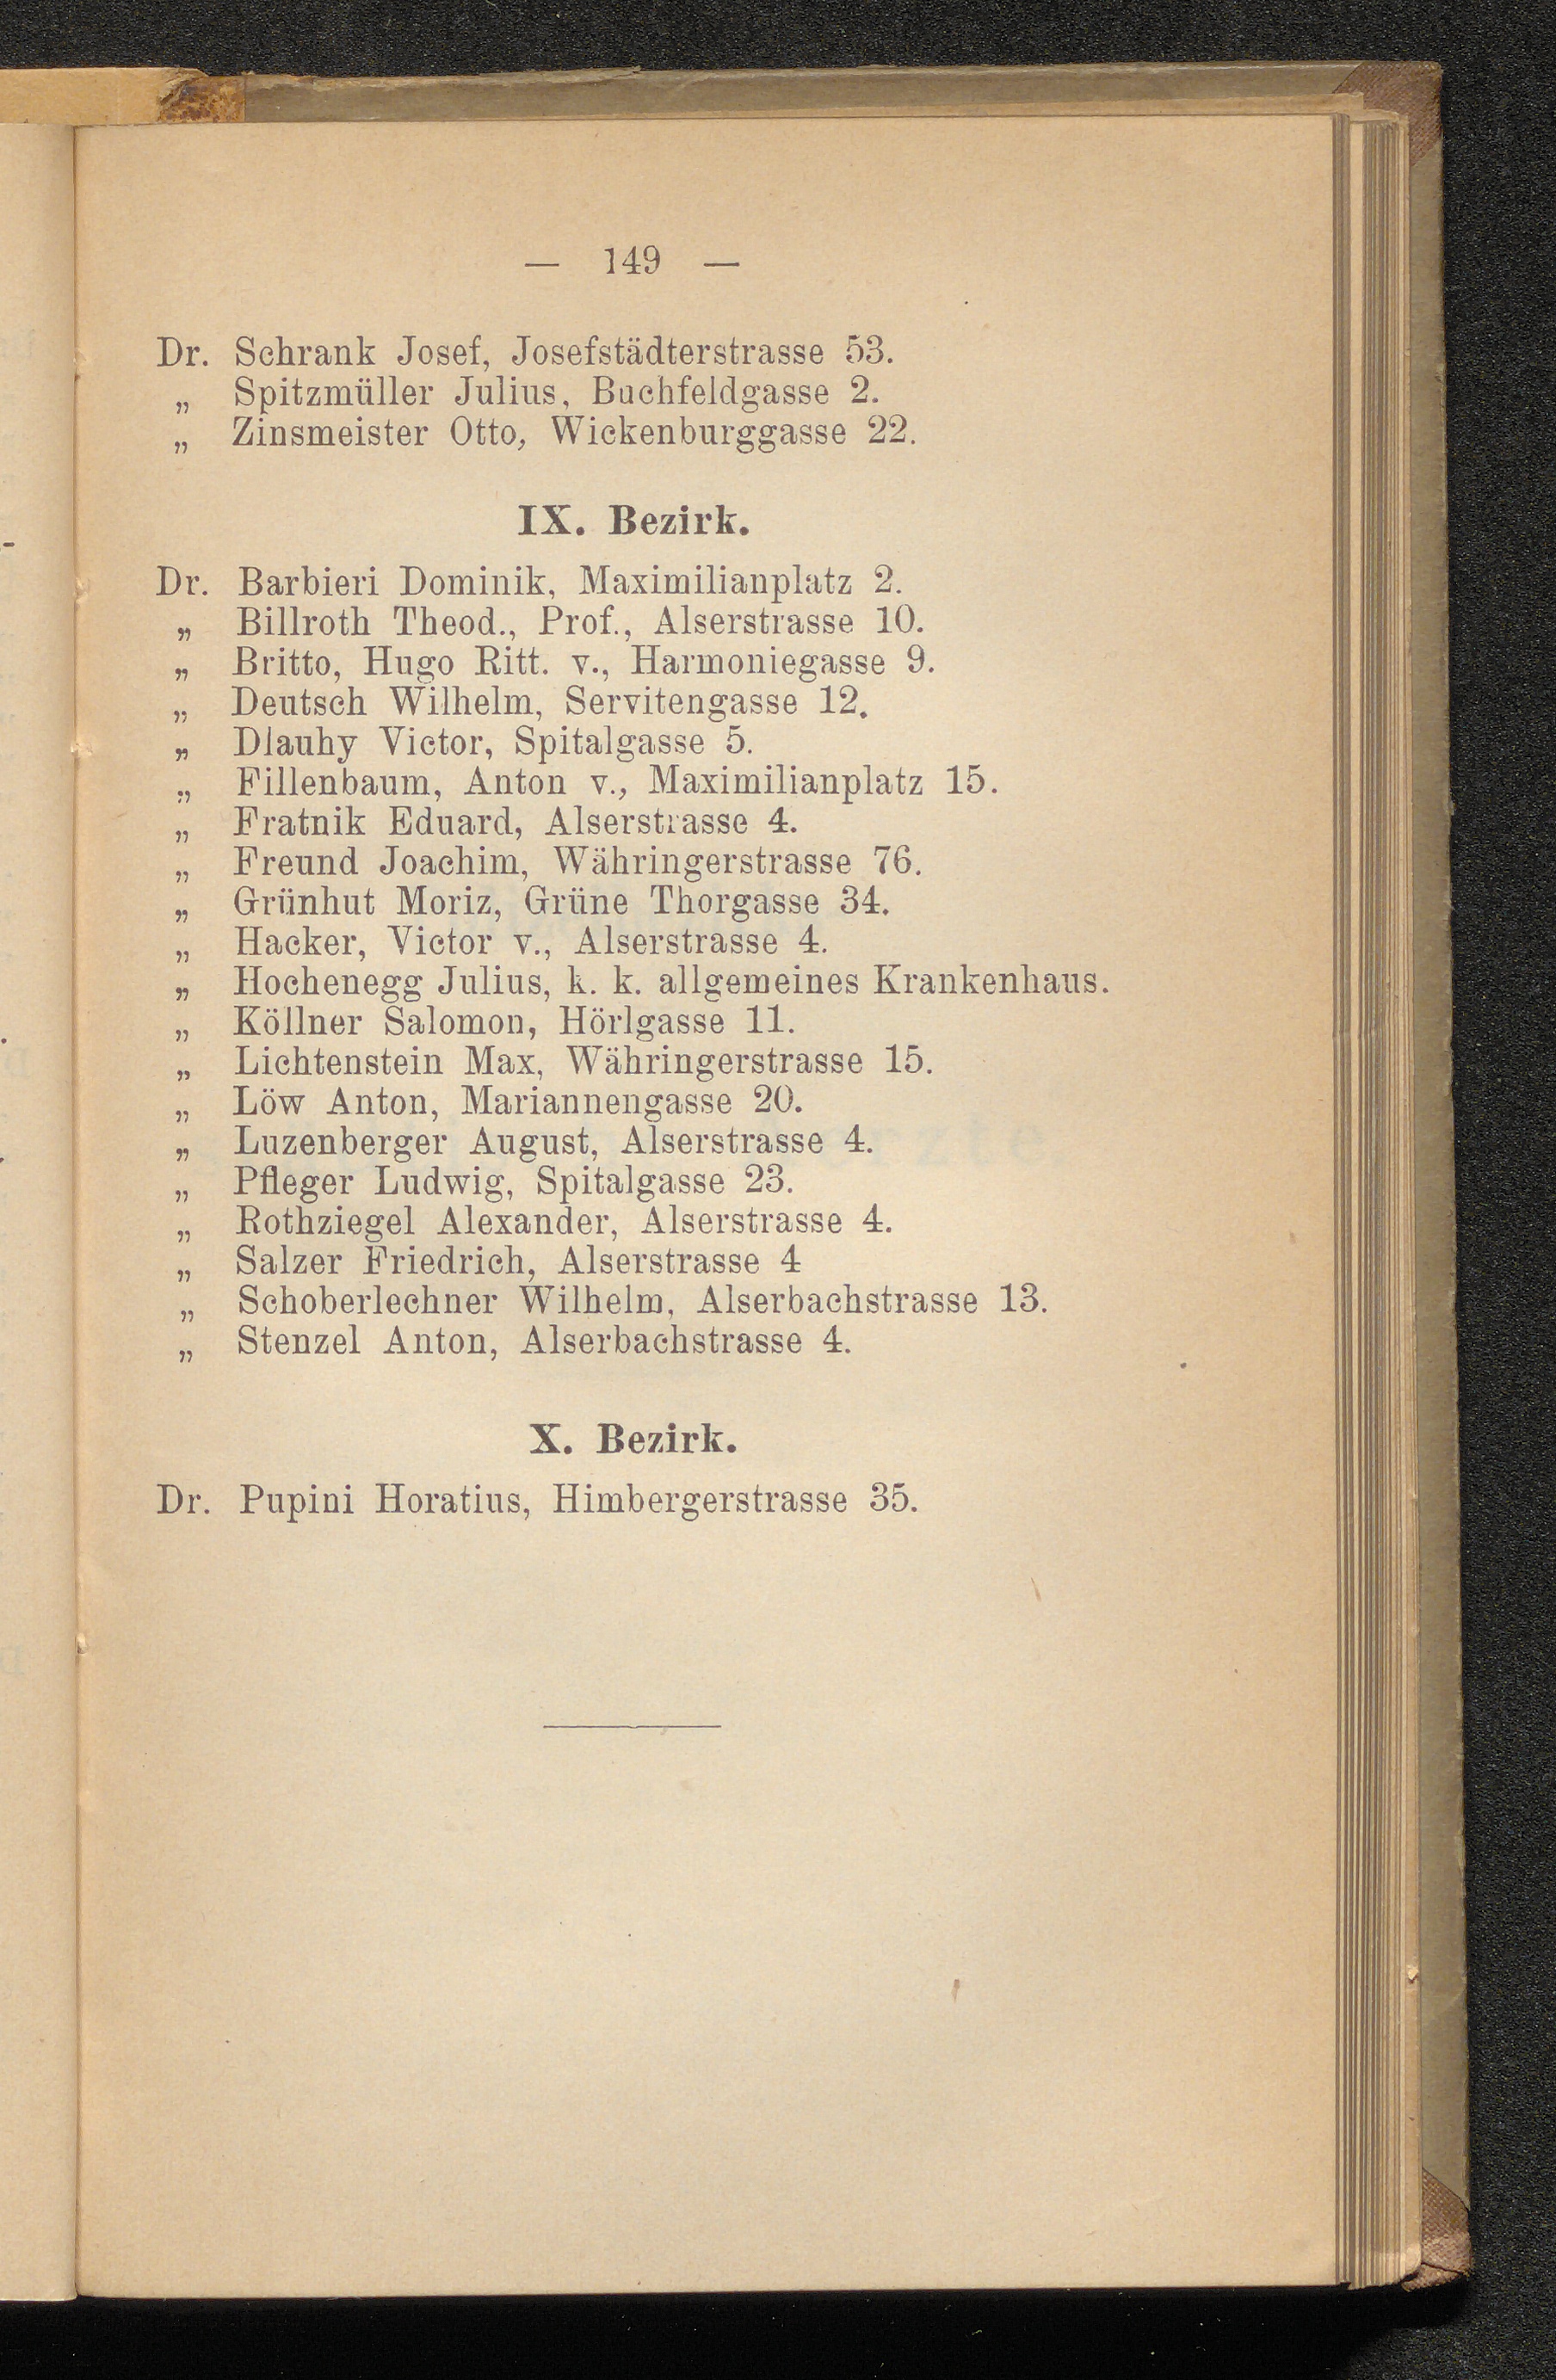 — 149 —
Dr. Schrank Josef, Josefstädterstrasse 53.
„ Spitzmüller Julius, Buchfeldgasse 2.
„ Zinsmeister Otto, Wickenburggasse 22.
IX. Bezirk.
Dr. Barbieri Dominik, Maximilianplatz 2.
„ Billroth Theod., Prof., Alserstrasse 10.
„ Britto, Hugo Ritt. v., Harmoniegasse 9.
„ Deutsch Wilhelm, Servitengasse 12.
„ Dlauhy Victor, Spitalgasse 5.
„ Fillenbaum, Anton v., Maximilianplatz 15.
„ Fratnik Eduard, Alserstrasse 4.
„ Freund Joachim, Währingerstrasse 76.
„ Grünhut Moriz, Grüne Thorgasse 34.
„ Hacker, Victor v., Alserstrasse 4.
„ Hochenegg Julius, k. k. allgemeines Krankenhaus.
„ Köllner Salomon, Hörlgasse 11.
„ Lichtenstein Max, Währingerstrasse 15.
„ Löw Anton, Mariannengasse 20.
„ Luzenberger August, Alserstrasse 4.
„ Pfleger Ludwig, Spitalgasse 23.
„ Rothziegel Alexander, Alserstrasse 4.
„ Salzer Friedrich, Alserstrasse 4
„ Schoberlechner Wilhelm, Alserbachstrasse 13.
„ Stenzel Anton, Alserbachstrasse 4.
X. Bezirk.
Dr. Pupini Horatius, Himbergerstrasse 35.